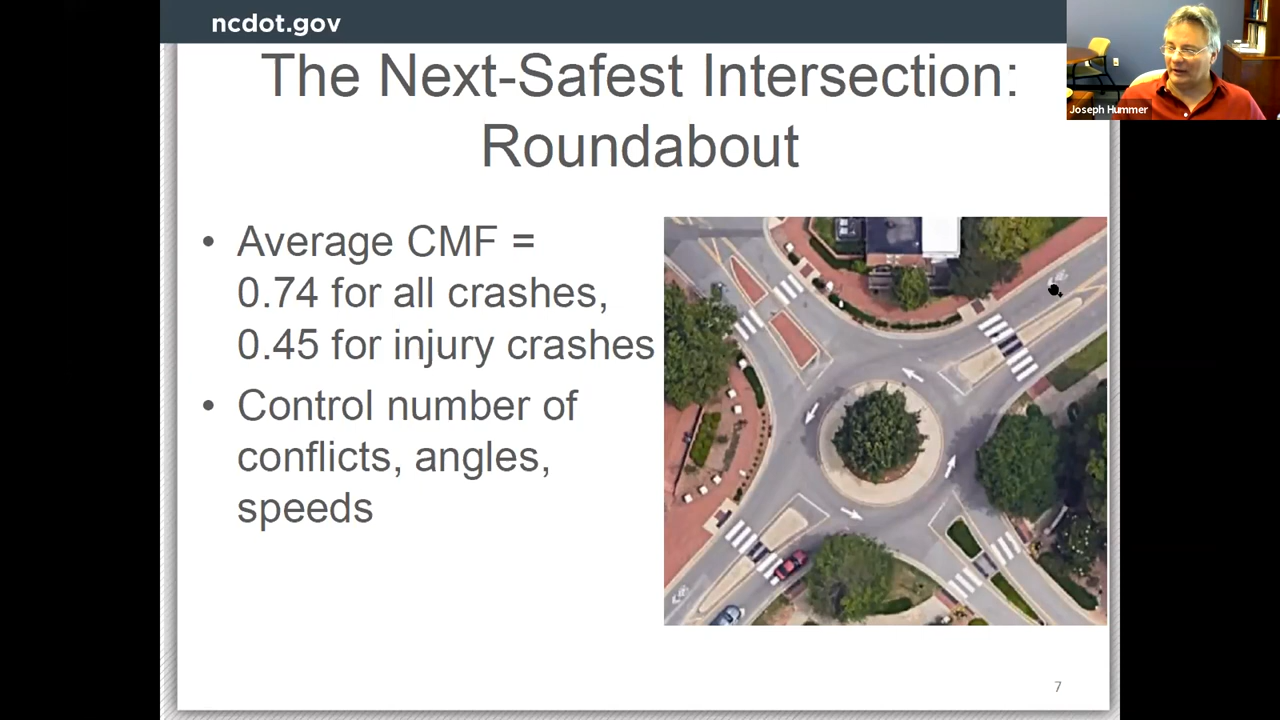 ncdot.gov
The Next-Safest Intersection:
Roundabout
Joseph Hummer
• Average CMF =
0.74 for all crashes,
0.45 for injury crashes
• Control number of
conflicts, angles,
speeds
7